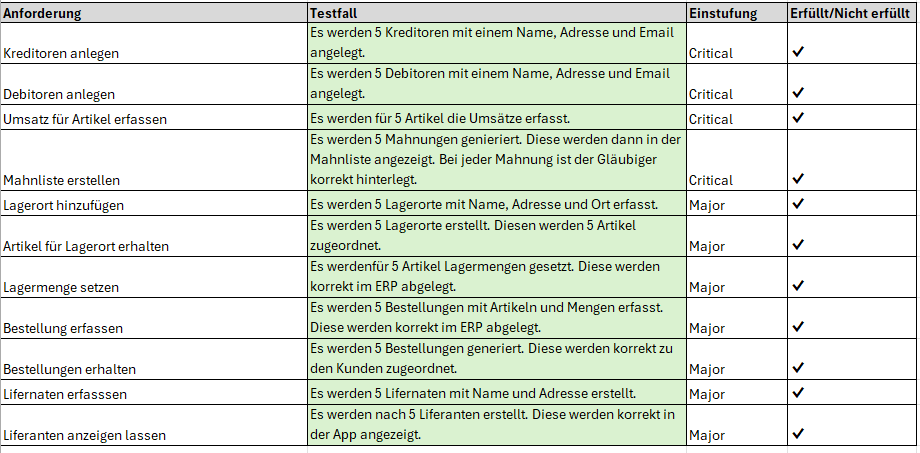 Anforderung Testfall Einstufung Erfüllt/Nicht erfüllt
Es werden 5 Kreditoren mit einem Name, Adresse und Email
Kreditoren anlegen angelegt. Critical ✓
Es werden 5 Debitoren mit einem Name, Adresse und Email
Debitoren anlegen angelegt. Critical ✓
Umsatz für Artikel erfassen Es werden für 5 Artikel die Umsätze erfasst. Critical ✓
Es werden 5 Mahnungen genieriert. Diese werden dann in der
Mahnliste angezeigt. Bei jeder Mahnung ist der Gläubiger
Mahnliste erstellen korrekt hinterlegt. Critical ✓
Lagerort hinzufügen Es werden 5 Lagerorte mit Name, Adresse und Ort erfasst. Major ✓
Es werden 5 Lagerorte erstellt. Diesen werden 5 Artikel
Artikel für Lagerort erhalten zugeordnet. Major ✓
Es werdenfür 5 Artikel Lagermengen gesetzt. Diese werden
Lagermenge setzen korrekt im ERP abgelegt. Major ✓
Es werden 5 Bestellungen mit Artikeln und Mengen erfasst.
Bestellung erfassen Diese werden korrekt im ERP abgelegt. Major ✓
Es werden 5 Bestellungen generiert. Diese werden korrekt zu
Bestellungen erhalten den Kunden zugeordnet. Major ✓
Lifernaten erfasssen Es werden 5 Lifernaten mit Name und Adresse erstellt. Major ✓
Es werden nach 5 Liferanten erstellt. Diese werden korrekt in
Liferanten anzeigen lassen der App angezeigt. Major ✓